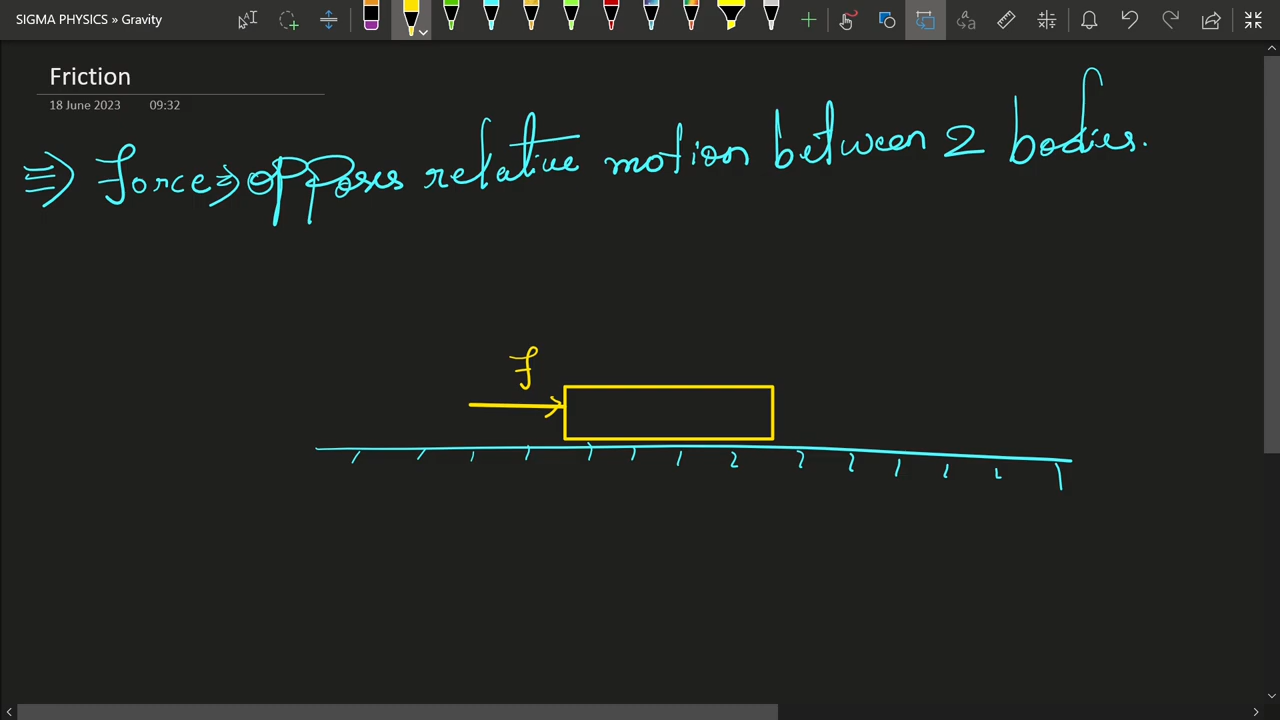 SIGMA PHYSICS » Gravity
Friction
18 June 2023 09:32
⇒ force ⇒ opposes relative motion between 2 bodies.
F